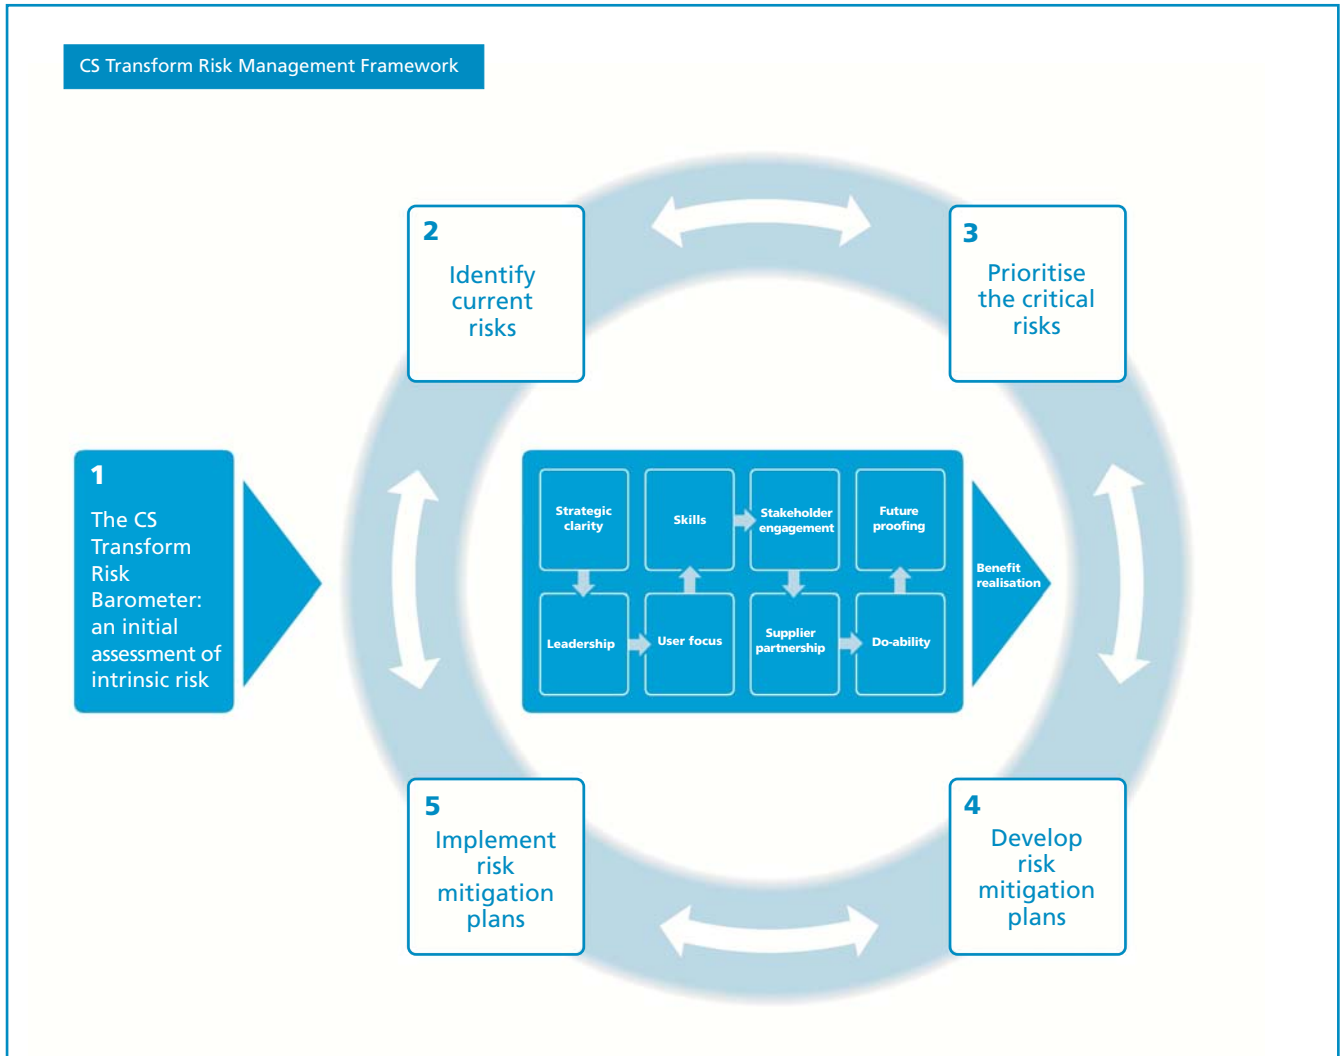 CS Transform Risk Management Framework
2
Identify
current
risks
3
Prioritise
the critical
risks
1
The CS
Transform
Risk
Barometer:
an initial
assessment of
intrinsic risk
Strategic
clarity
Skills
Stakeholder
engagement
Future
proofing
Leadership
User focus
Supplier
partnership
Do-ability
Benefit
realisation
5
Implement
risk
mitigation
plans
4
Develop
risk
mitigation
plans